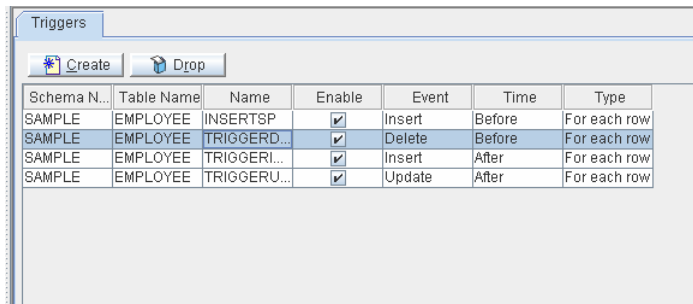 Triggers
Create Drop
Schema N... Table Name Name Enable Event Time Type
SAMPLE EMPLOYEE INSERTSP Insert Before For each row
SAMPLE EMPLOYEE TRIGGERD... Delete Before For each row
SAMPLE EMPLOYEE TRIGGERI... Insert After For each row
SAMPLE EMPLOYEE TRIGGERU... Update After For each row